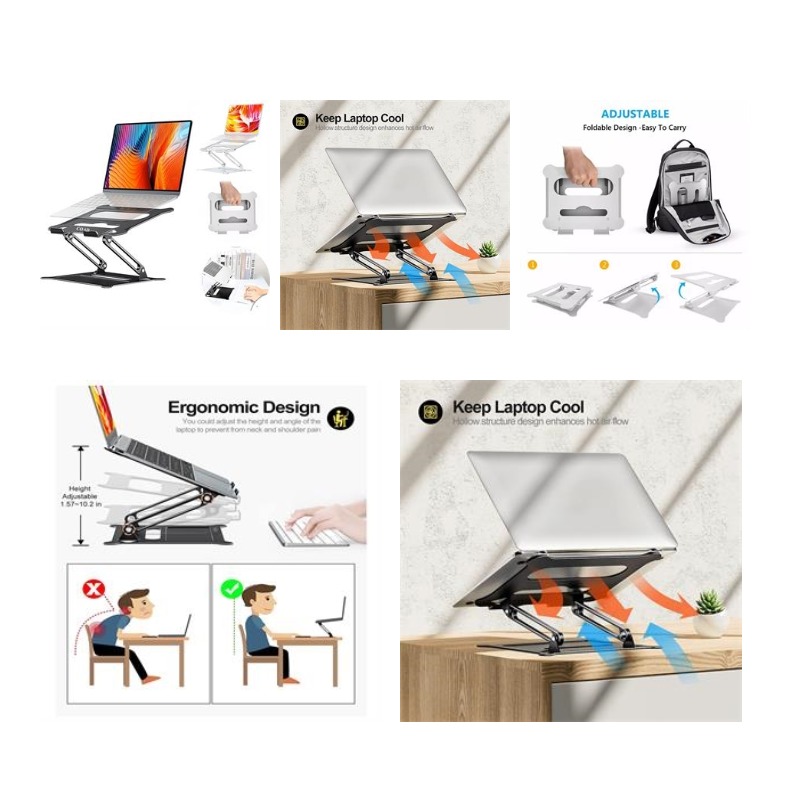 Keep Laptop Cool
Hollow structure design enhances hot air flow
ADJUSTABLE
Foldable Design -Easy To Carry
1
2
3
Ergonomic Design
You could adjust the height and angle of the
laptop to prevent from neck and shoulder pain
Height
Adjustable
1.57~10.2 in
Keep Laptop Cool
Hollow structure design enhances hot air flow